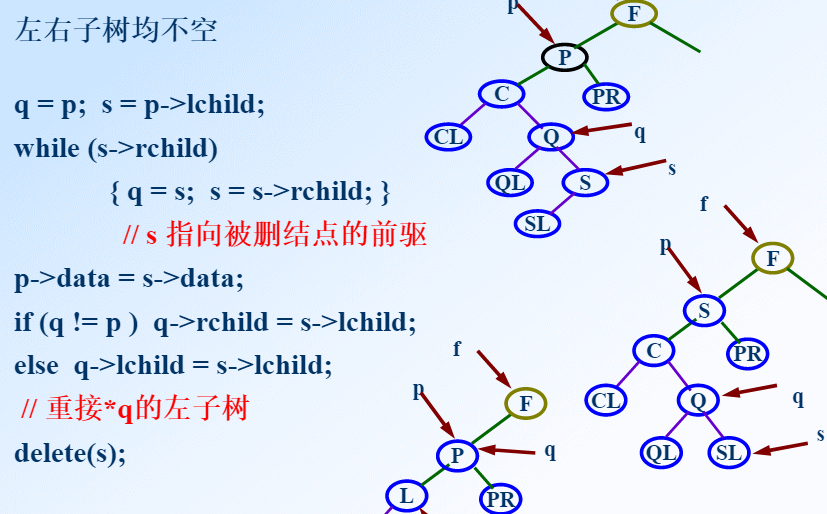 左右子树均不空
q = p;  s = p->lchild;
while (s->rchild)
{ q = s;  s = s->rchild; }
// s 指向被删结点的前驱
p->data = s->data;
if (q != p )  q->rchild = s->lchild;
else  q->lchild = s->lchild;
// 重接*q的左子树
delete(s);
p
F
P
C
PR
CL
Q
q
QL
S
s
SL
f
p
F
S
C
PR
CL
Q
q
QL
SL
s
f
p
F
P
q
L
PR